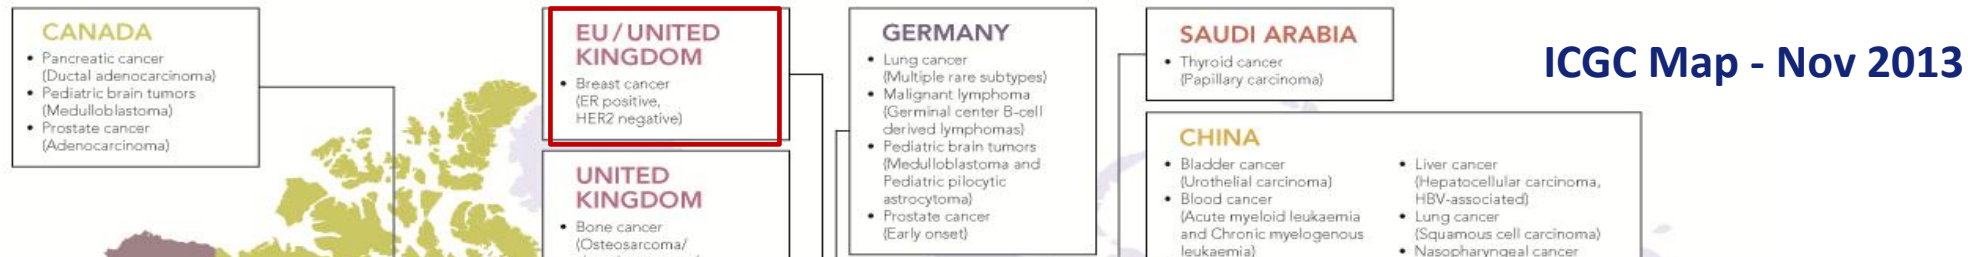 CANADA
• Pancreatic cancer
(Ductal adenocarcinoma)
• Pediatric brain tumors
(Medulloblastoma)
• Prostate cancer
(Adenocarcinoma)
EU / UNITED
KINGDOM
• Breast cancer
(ER positive,
HER2 negative)
UNITED
KINGDOM
• Bone cancer
(Osteosarcoma/
GERMANY
• Lung cancer
(Multiple rare subtypes)
• Malignant lymphoma
(Germinal center B-cell
derived lymphomas)
• Pediatric brain tumors
(Medulloblastoma and
Pediatric pilocytic
astrocytoma)
• Prostate cancer
(Early onset)
SAUDI ARABIA
• Thyroid cancer
(Papillary carcinoma)
CHINA
• Bladder cancer
(Urothelial carcinoma)
• Blood cancer
(Acute myeloid leukaemia
and Chronic myelogenous
leukaemia)
• Liver cancer
(Hepatocellular carcinoma,
HBV-associated)
• Lung cancer
(Squamous cell carcinoma)
• Nasopharyngeal cancer
ICGC Map - Nov 2013